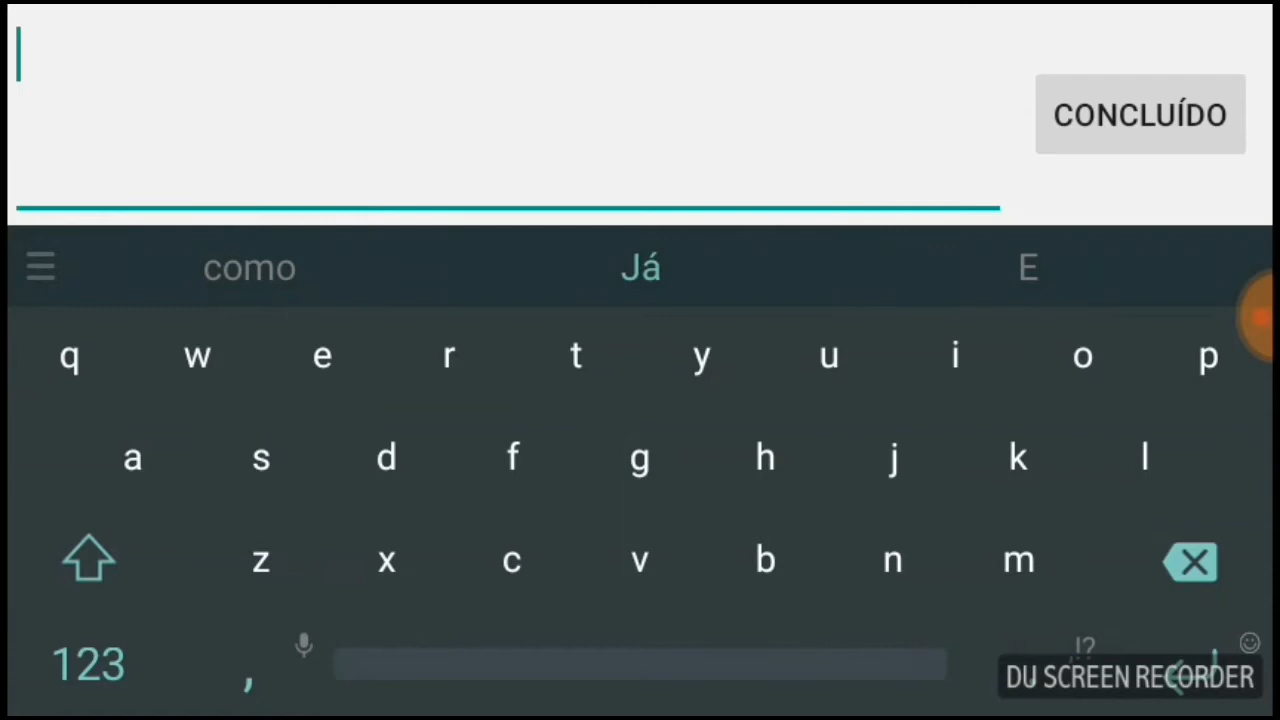 CONCLUÍDO
como Já E
q w e r t y u i o p
a s d f g h j k l
z x c v b n m
123 , ,!?
DU SCREEN RECORDER